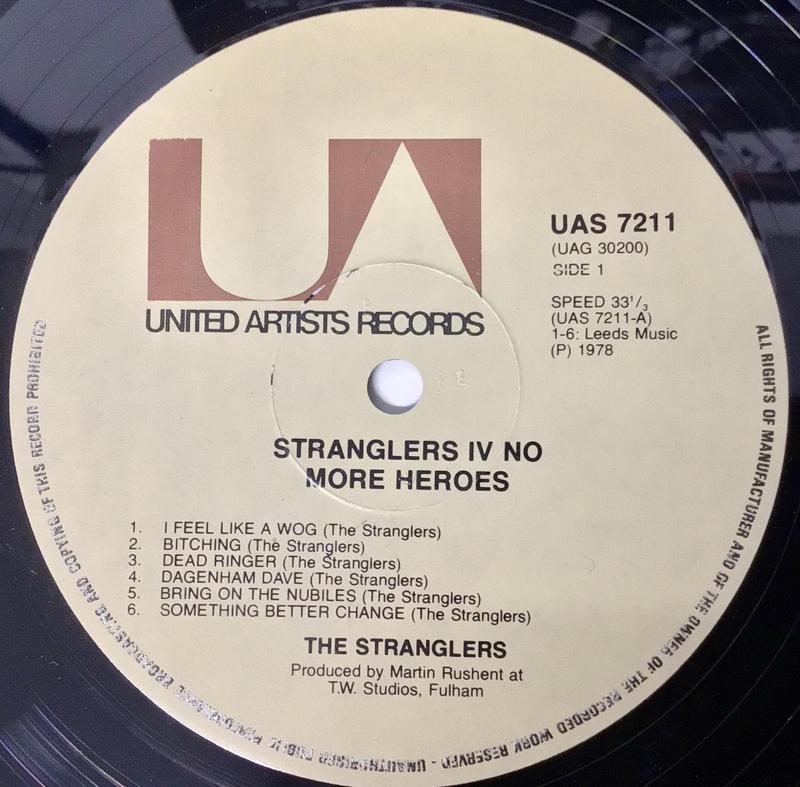 UA
UNITED ARTISTS RECORDS
UAS 7211
(UAG 30200)
SIDE 1
SPEED 33¹/₃
(UAS 7211-A)
1-6: Leeds Music
(P) 1978
STRANGLERS IV NO
MORE HEROES
1. I FEEL LIKE A WOG (The Stranglers)
2. BITCHING (The Stranglers)
3. DEAD RINGER (The Stranglers)
4. DAGENHAM DAVE (The Stranglers)
5. BRING ON THE NUBILES (The Stranglers)
6. SOMETHING BETTER CHANGE (The Stranglers)
THE STRANGLERS
Produced by Martin Rushent at
T.W. Studios, Fulham
ALL RIGHTS OF MANUFACTURER AND OF THE OWNER OF THE RECORDED WORK RESERVED - UNAUTHORISED PUBLIC PERFORMANCE BROADCASTING AND COPYING OF THIS RECORD PROHIBITED